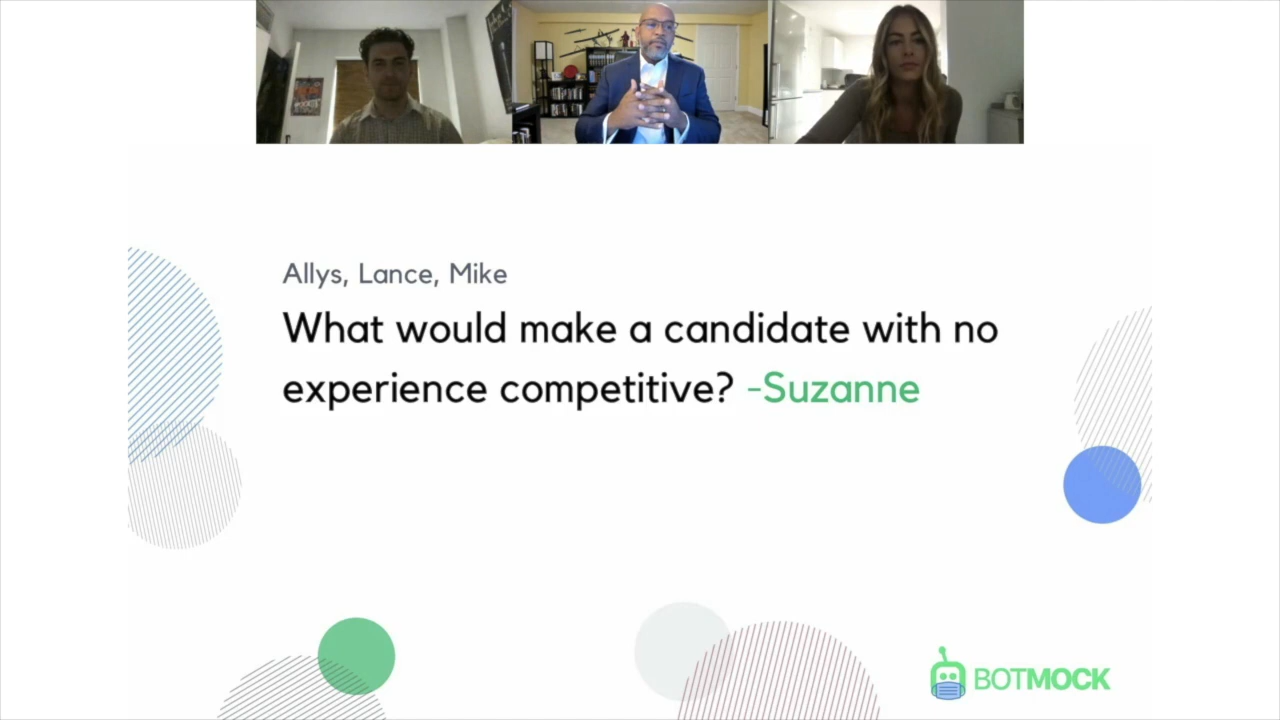 Allys, Lance, Mike
What would make a candidate with no
experience competitive? -Suzanne
BOTMOCK